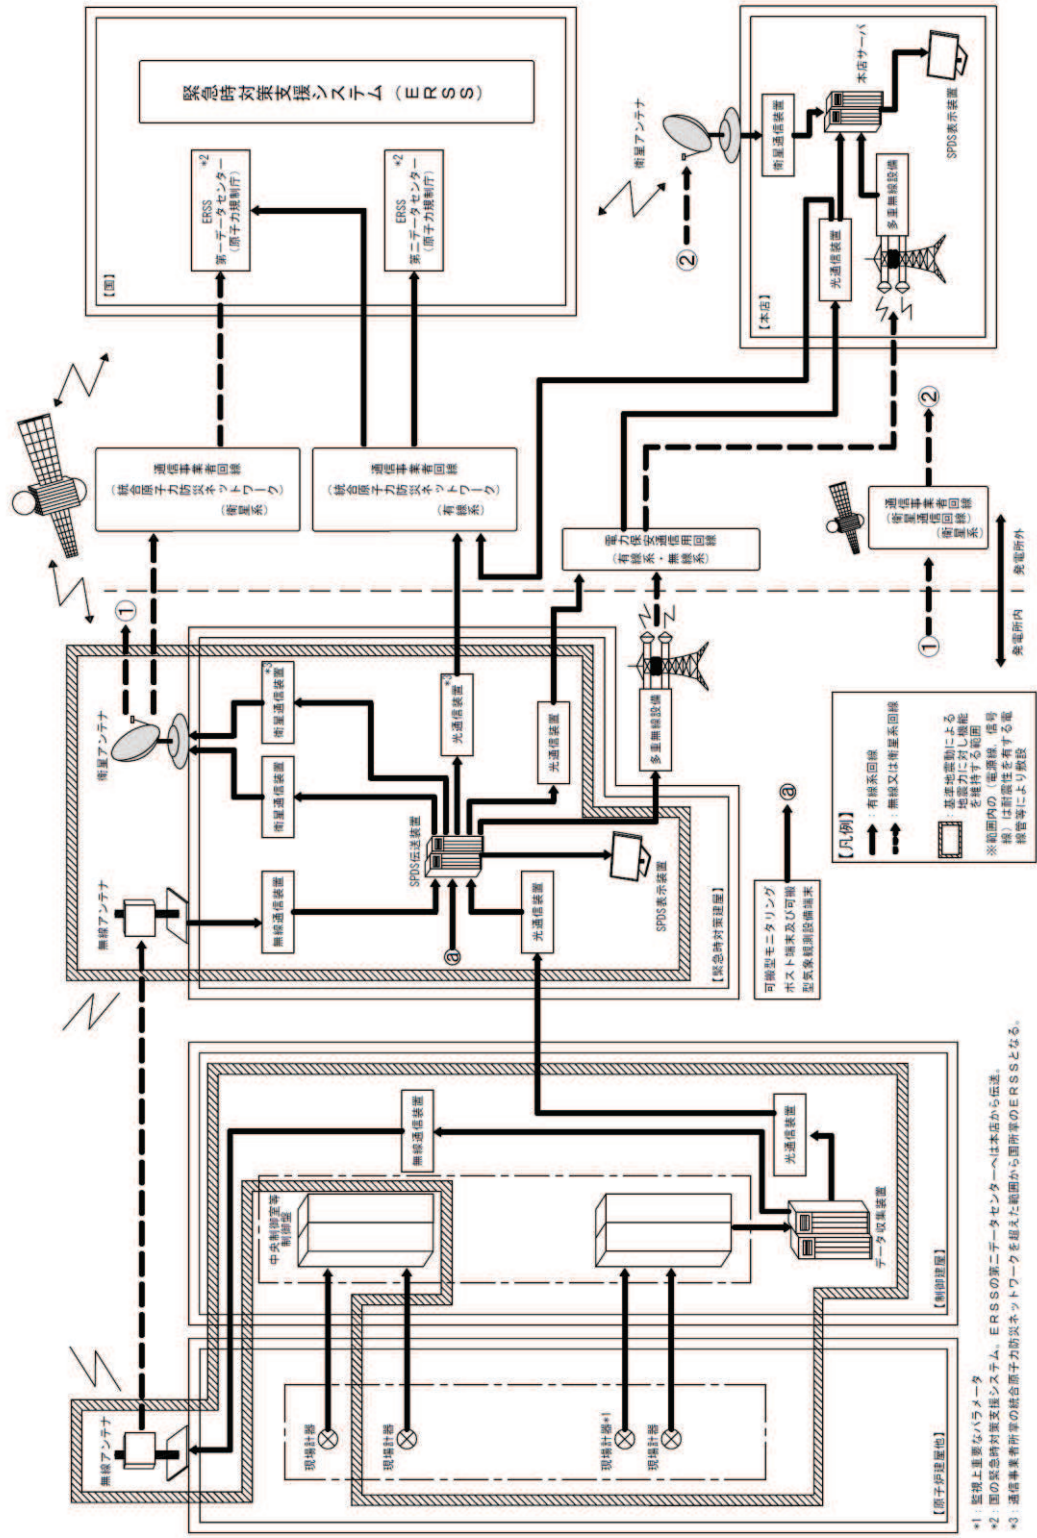 【国】
緊急時対策支援システム（ＥＲＳＳ）
ERSS *2
第一データセンター
（原子力規制庁）
ERSS *2
第二データセンター
（原子力規制庁）
【本店】
衛星アンテナ
②
衛星通信装置
光通信装置
多重無線設備
本店サーバ
SPDS表示装置
通信事業者回線
（統合原子力防災ネットワーク）
（衛星系）
通信事業者回線
（統合原子力防災ネットワーク）
（有線系）
電力保安通信用回線
（有線系・無線系）
①
通信事業者回線
（衛星通信回線）
（衛星系）
②
発電所内
発電所外
①
衛星アンテナ
無線アンテナ
無線通信装置
衛星通信装置
衛星通信装置 *3
光通信装置 *3
光通信装置
多重無線設備
SPDS伝送装置
ⓐ
光通信装置
SPDS表示装置
【緊急時対策建屋】
可搬型モニタリング
ポスト端末及び可搬
型気象観測設備端末
ⓐ
【凡例】
：有線系回線
：無線又は衛星系回線
：基準地震動による
地震力に対し機能
を維持する範囲
※範囲内の（電源線、信号
線）は耐震性を有する電
線管等により敷設
無線アンテナ
現場計器
現場計器
現場計器*1
現場計器
【原子炉建屋他】
中央制御室等
制御盤
無線通信装置
光通信装置
データ収集装置
【制御建屋】
*1：監視上重要なパラメータ
*2：国の緊急時対策支援システム。ＥＲＳＳの第二データセンターへは本店から伝送。
*3：通信事業者所掌の統合原子力防災ネットワークを超えた範囲から国所掌のＥＲＳＳとなる。